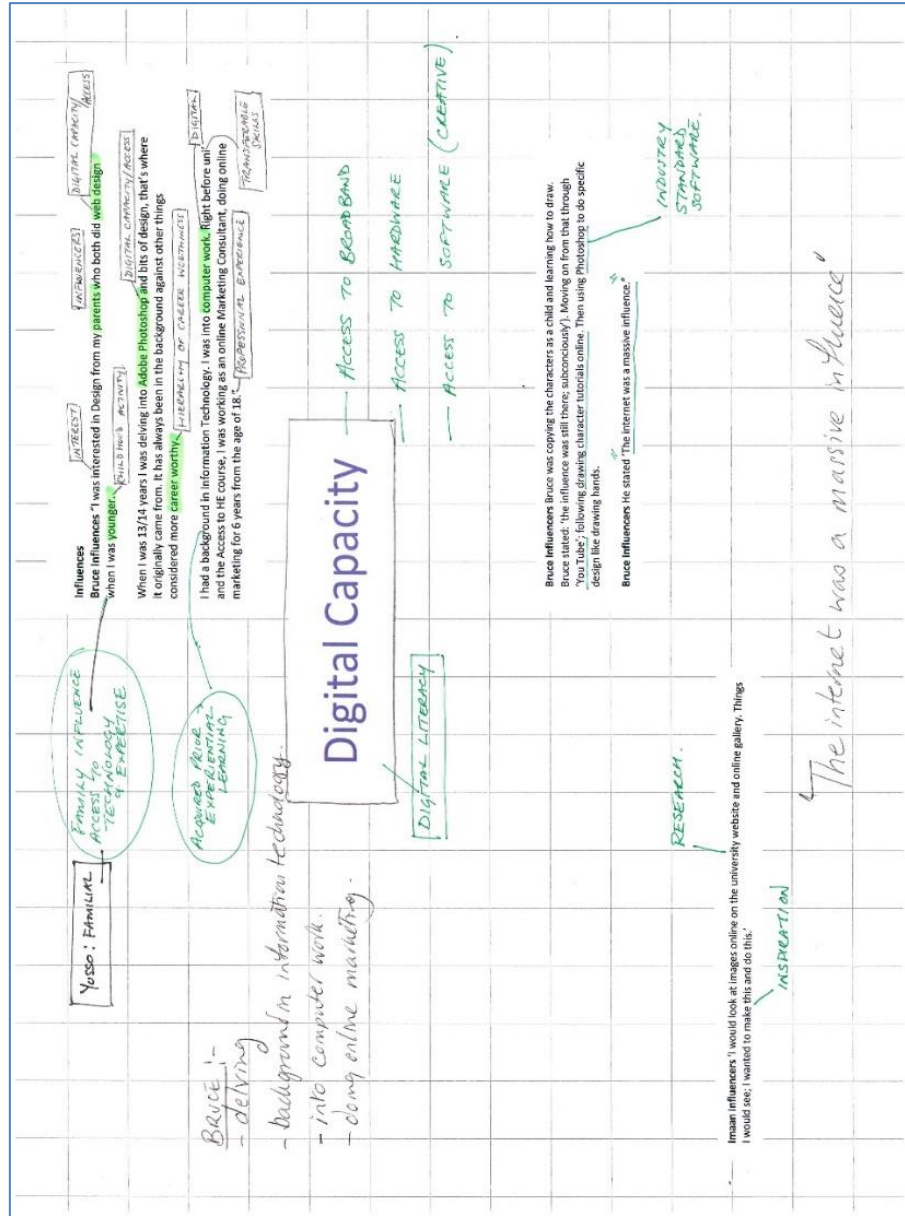 YOSSO: FAMILIAL
FAMILY INFLUENCE
ACCESS TO
TECHNOLOGY
& EXPERTISE
INTEREST
INFLUENCERS
DIGITAL CAPACITY/
ACCESS
Influences
Bruce Influences "I was interested in Design from my parents who both did web design
when I was younger.
CHILDHOOD ACTIVITY
DIGITAL CAPACITY/ACCESS
When I was 13/14 years I was delving into Adobe Photoshop and bits of design, that's where
it originally came from. It has always been in the background against other things
considered more career worthy.
HIERARCHY OF CAREER WORTHINESS
DIGITAL
I had a background in Information Technology. I was into computer work. Right before uni'
and the Access to HE course, I was working as an online Marketing Consultant, doing online
marketing for 6 years from the age of 18."
PROFESSIONAL EXPERIENCE
TRANSFERABLE
SKILLS
ACQUIRED PRIOR
EXPERIENTIAL
LEARNING
BRUCE:-
- delving
- background in information technology.
- into computer work.
- doing online marketing.
Digital Capacity
DIGITAL LITERACY
— ACCESS TO BROADBAND
— ACCESS TO HARDWARE
— ACCESS TO SOFTWARE (CREATIVE).
Bruce Influencers Bruce was copying the characters as a child and learning how to draw.
Bruce stated: 'the influence was still there; subconciously'). Moving on from that through
'You Tube'; following drawing character tutorials online. Then using Photoshop to do specific
design like drawing hands.
INDUSTRY
STANDARD
SOFTWARE.
Bruce Influencers He stated 'The internet was a massive influence."
RESEARCH.
Imaan Influencers 'I would look at images online on the university website and online gallery. Things
I would see; I wanted to make this and do this.'
INSPIRATION
'The internet was a massive influence'